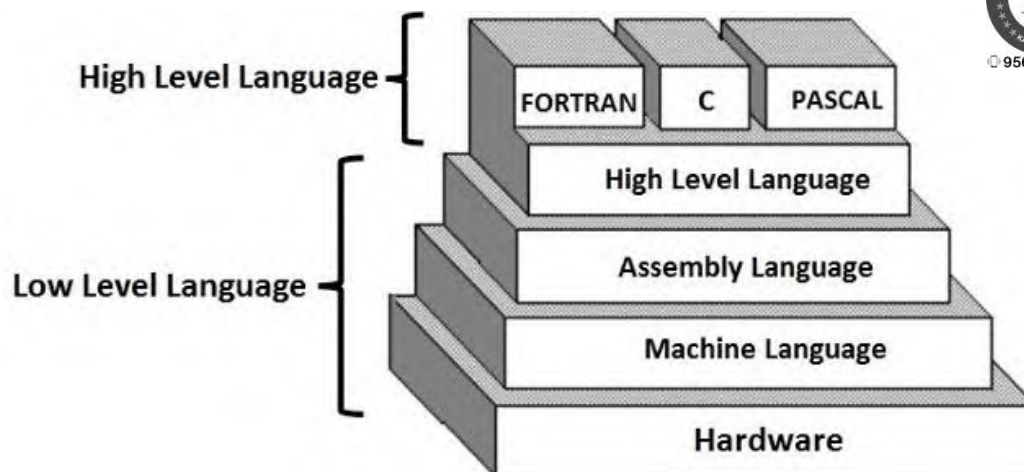 High Level Language
FORTRAN
C
PASCAL
High Level Language
Assembly Language
Low Level Language
Machine Language
Hardware